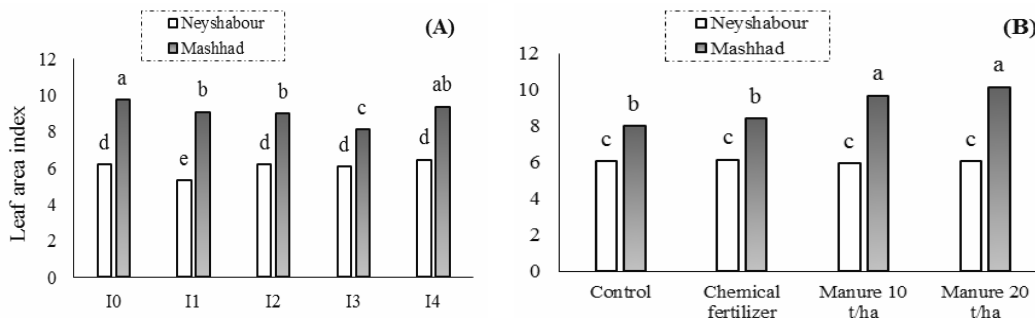 Neyshabour
Mashhad
(A)
Leaf area index
12
10
8
6
4
2
0
a
b
b
c
ab
d
e
d
d
d
I0
I1
I2
I3
I4
Neyshabour
Mashhad
(B)
12
10
8
6
4
2
0
b
b
a
a
c
c
c
c
Control
Chemical
fertilizer
Manure 10
t/ha
Manure 20
t/ha